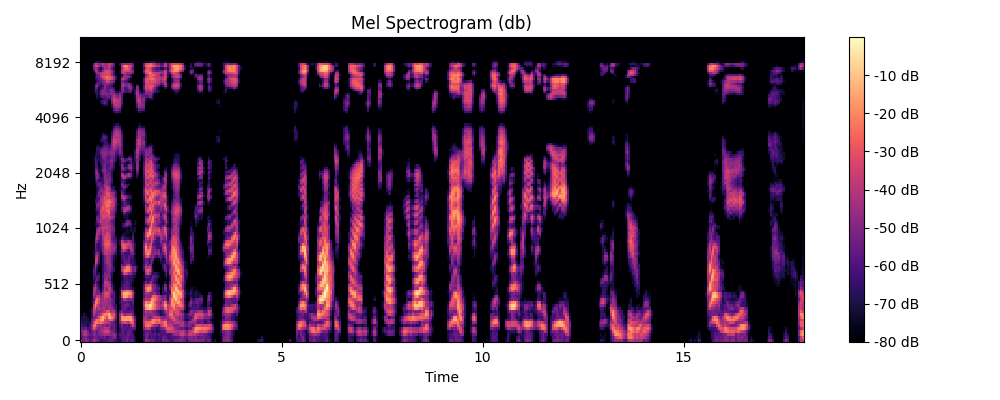 Mel Spectrogram (db)
8192
4096
2048
1024
512
0
Hz
0 5 10 15
Time
-10 dB
-20 dB
-30 dB
-40 dB
-50 dB
-60 dB
-70 dB
-80 dB